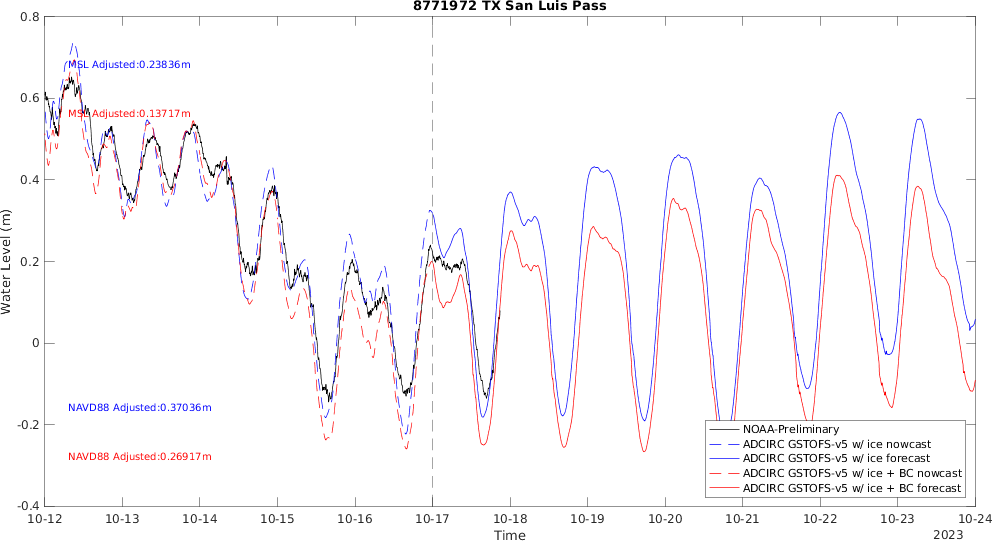 8771972 TX San Luis Pass
Water Level (m)
0.8
0.6
0.4
0.2
0
-0.2
-0.4
MSL Adjusted:0.23836m
MSL Adjusted:0.13717m
NAVD88 Adjusted:0.37036m
NAVD88 Adjusted:0.26917m
NOAA-Preliminary
ADCIRC GSTOFS-v5 w/ ice nowcast
ADCIRC GSTOFS-v5 w/ ice forecast
ADCIRC GSTOFS-v5 w/ ice + BC nowcast
ADCIRC GSTOFS-v5 w/ ice + BC forecast
10-12 10-13 10-14 10-15 10-16 10-17 10-18 10-19 10-20 10-21 10-22 10-23 10-24
Time
2023